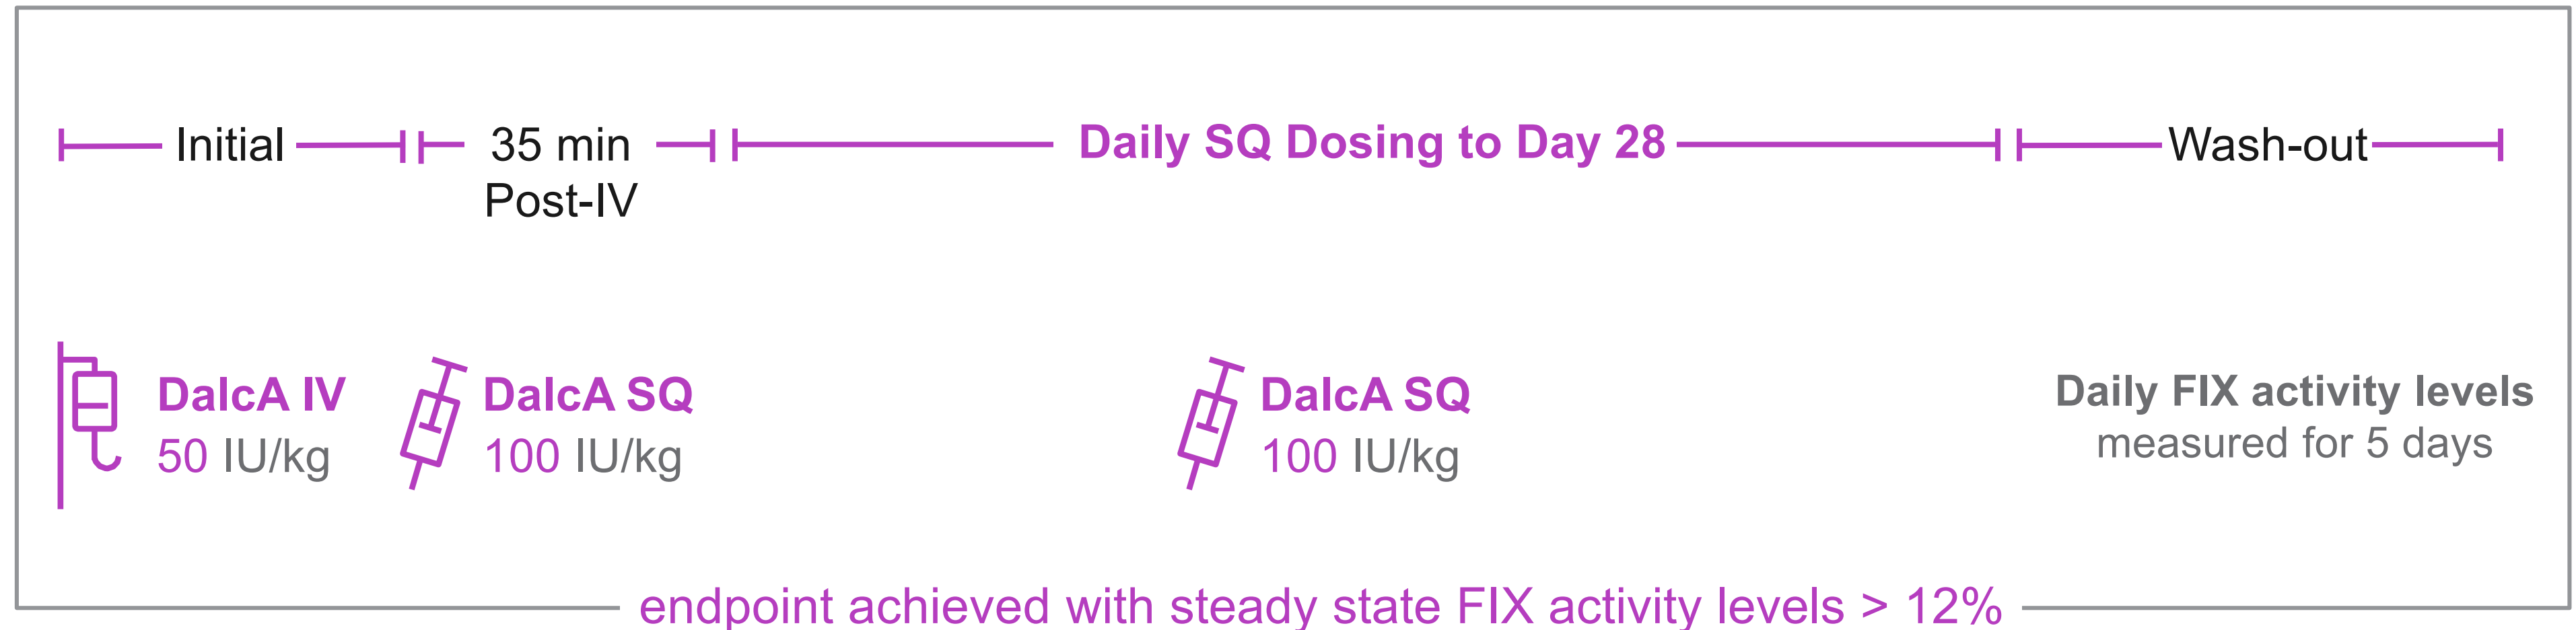 Initial
35 min
Post-IV
Daily SQ Dosing to Day 28
Wash-out
DalcA IV
50 IU/kg
DalcA SQ
100 IU/kg
DalcA SQ
100 IU/kg
Daily FIX activity levels
measured for 5 days
endpoint achieved with steady state FIX activity levels > 12%